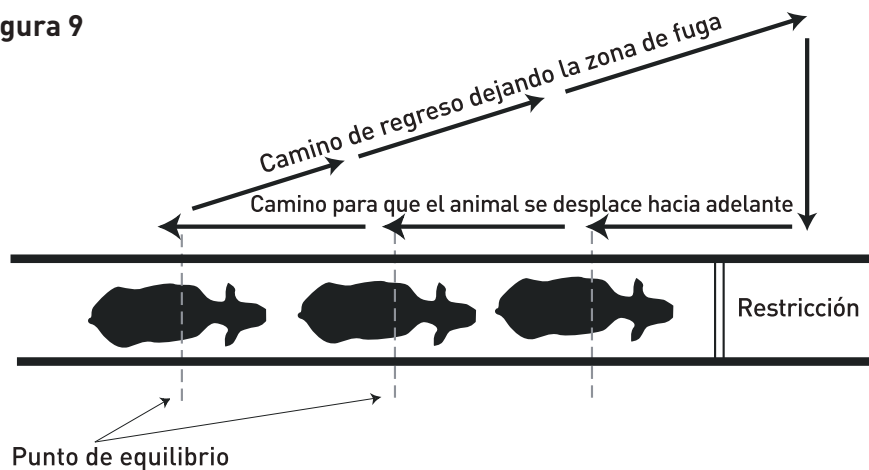 gura 9
Camino de regreso dejando la zona de fuga
Camino para que el animal se desplace hacia adelante
Restricción
Punto de equilibrio